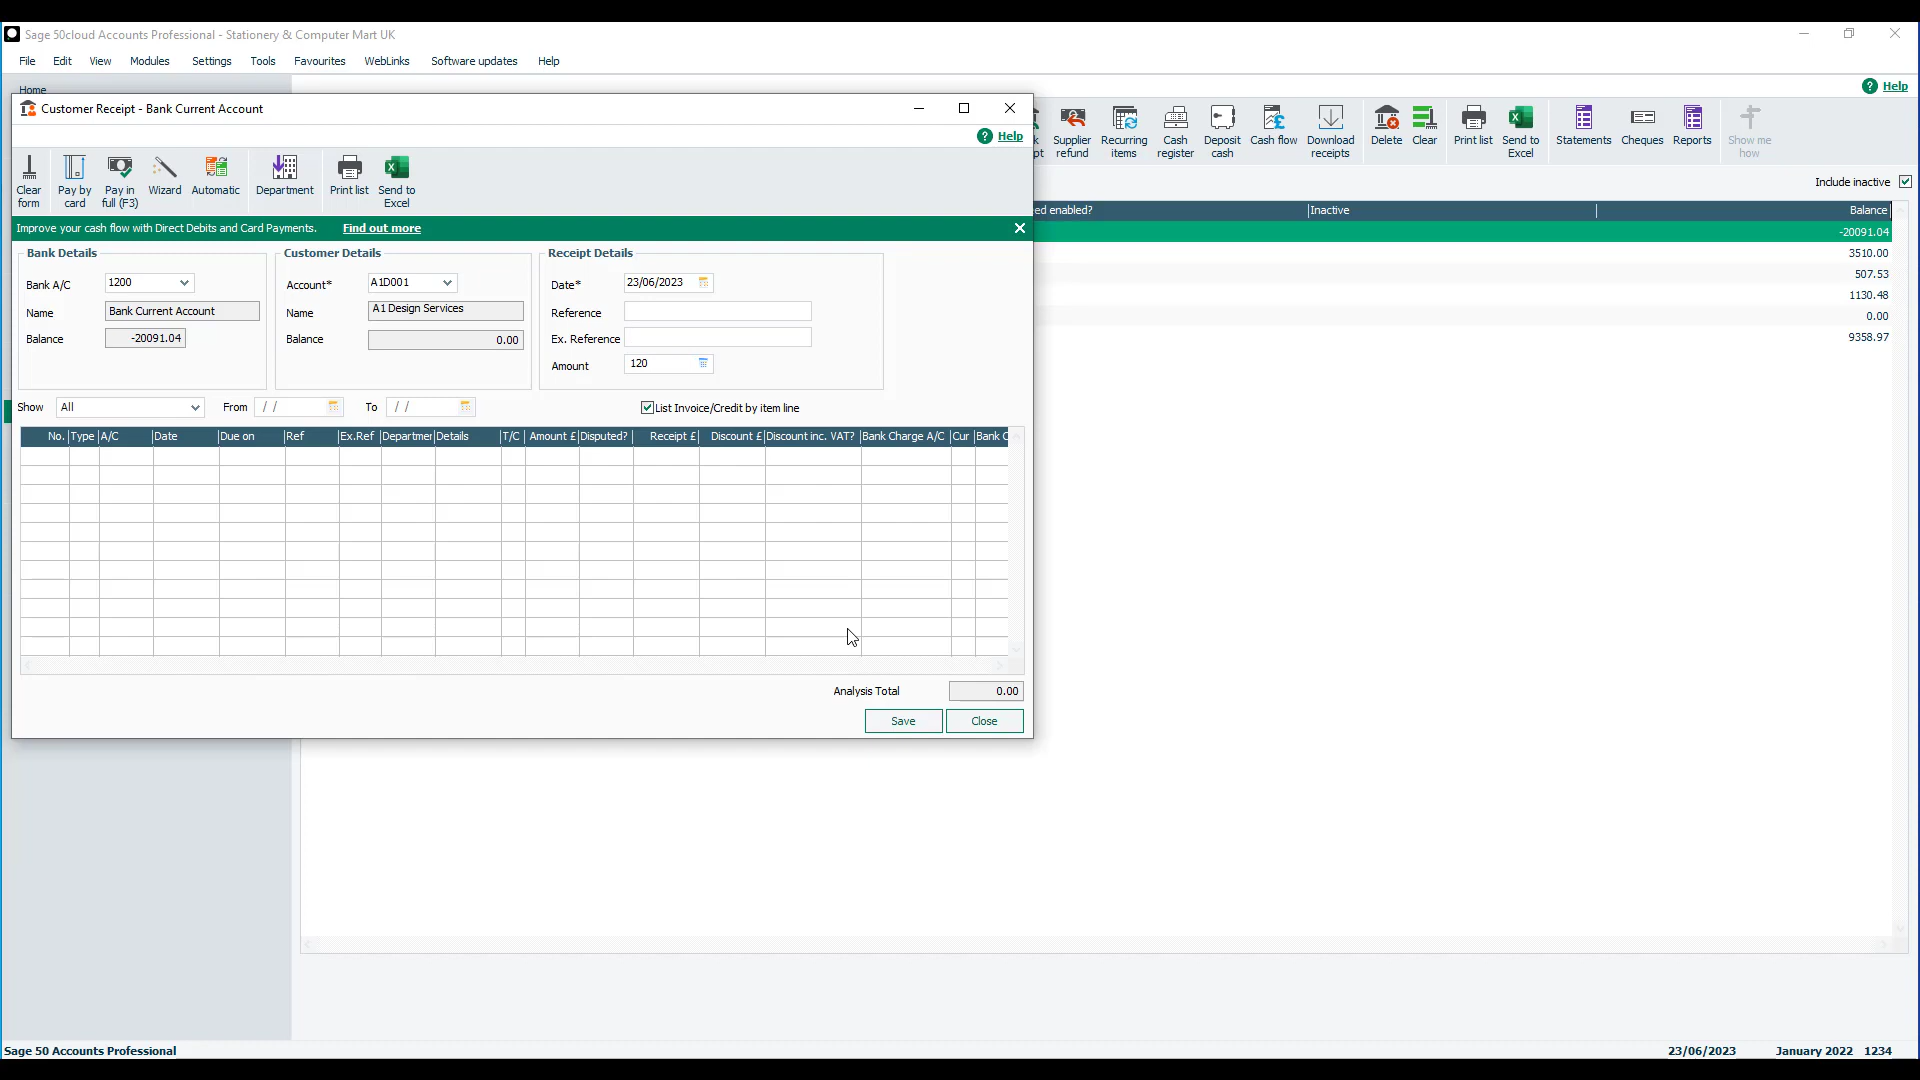 Sage 50cloud Accounts Professional - Stationery & Computer Mart UK
File Edit View Modules Settings Tools Favourites WebLinks Software updates Help
Home
Help
Customer Receipt - Bank Current Account
Help
Clear form
Pay by card
Pay in full (F3)
Wizard
Automatic
Department
Print list
Send to Excel
Supplier refund
Recurring items
Cash register
Deposit cash
Cash flow
Download receipts
Delete
Clear
Print list
Send to Excel
Statements
Cheques
Reports
Show me how
Include inactive
enabled? Inactive Balance
-20091.04
3510.00
507.53
1130.48
0.00
9358.97
Improve your cash flow with Direct Debits and Card Payments. Find out more
Bank Details
Bank A/C 1200
Name Bank Current Account
Balance -20091.04
Customer Details
Account* A1D001
Name A1 Design Services
Balance 0.00
Receipt Details
Date* 23/06/2023
Reference
Ex. Reference
Amount 120
Show All From / / To / / List Invoice/Credit by item line
No. Type A/C Date Due on Ref Ex.Ref Departmer Details T/C Amount £ Disputed? Receipt £ Discount £ Discount inc. VAT? Bank Charge A/C Cur Bank C
Analysis Total 0.00
Save Close
Sage 50 Accounts Professional 23/06/2023 January 2022 1234